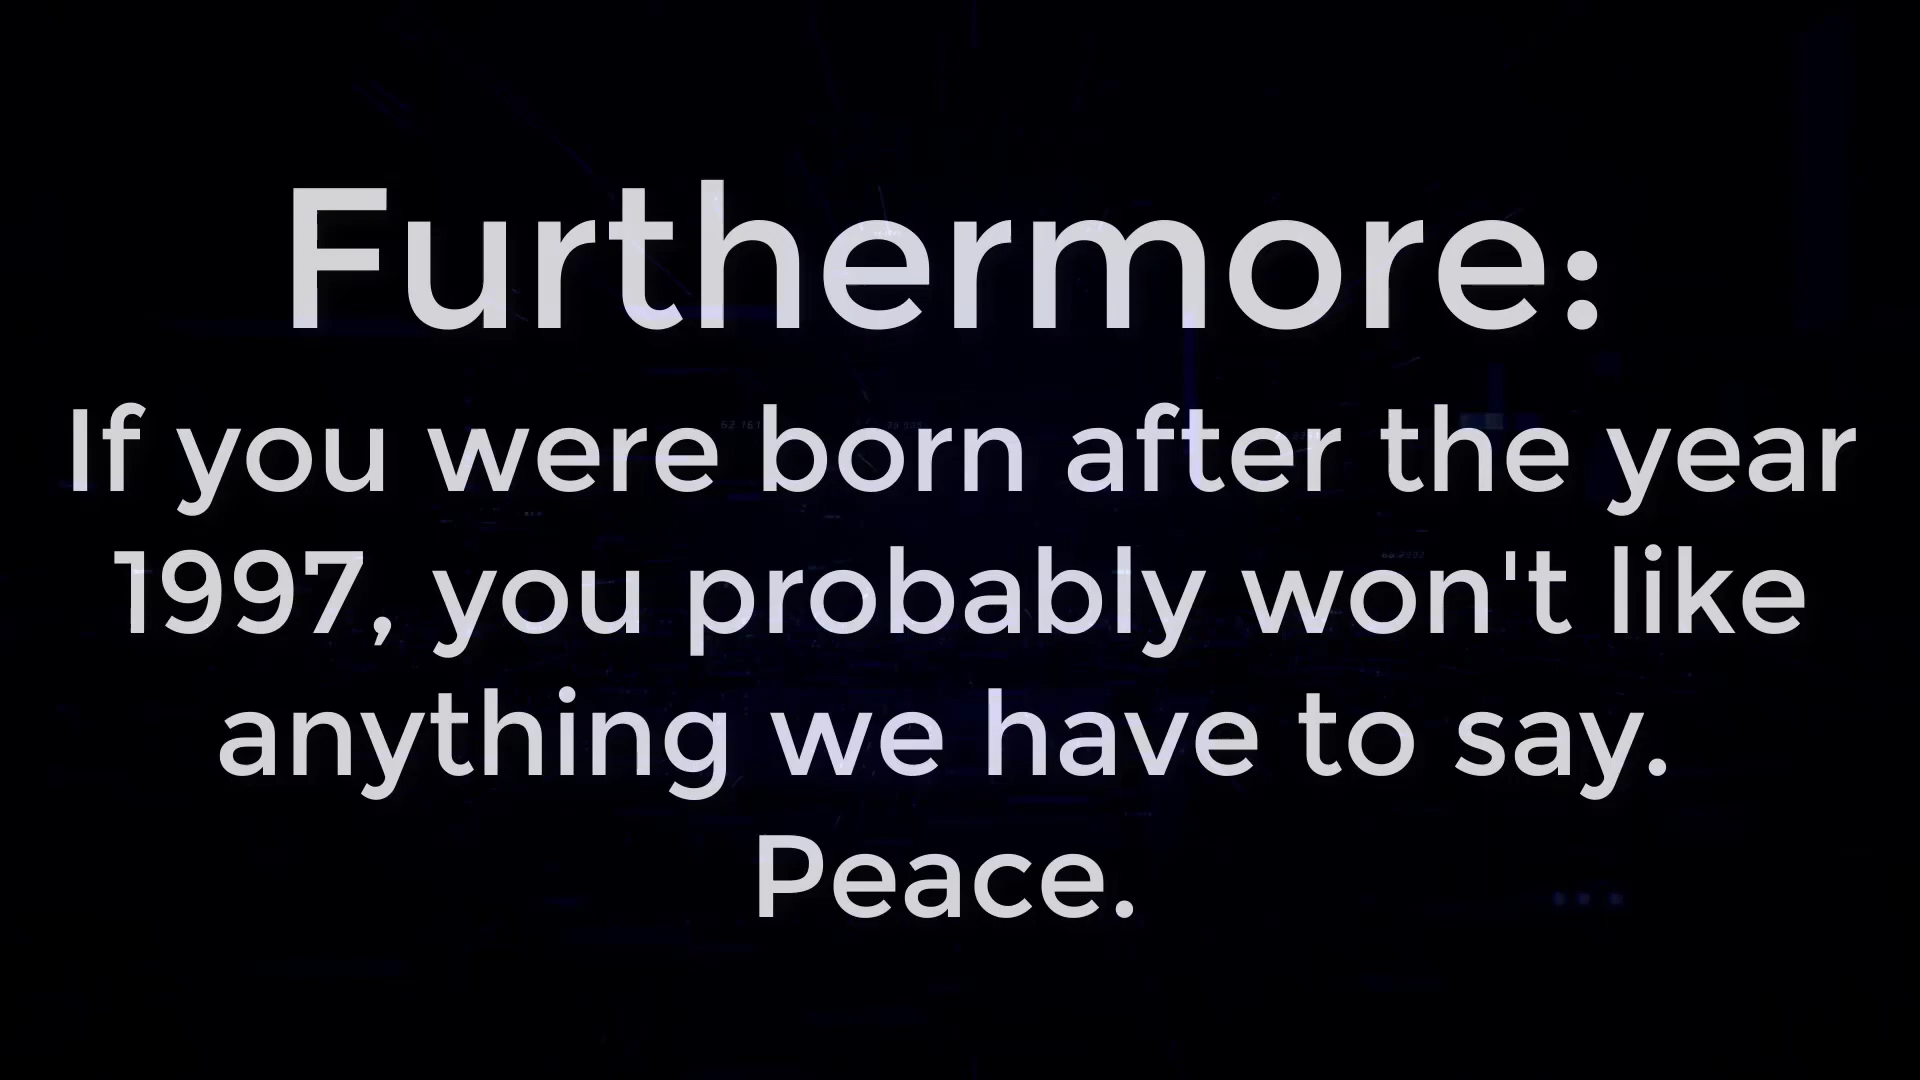 Furthermore:
If you were born after the year
1997, you probably won't like
anything we have to say.
Peace.